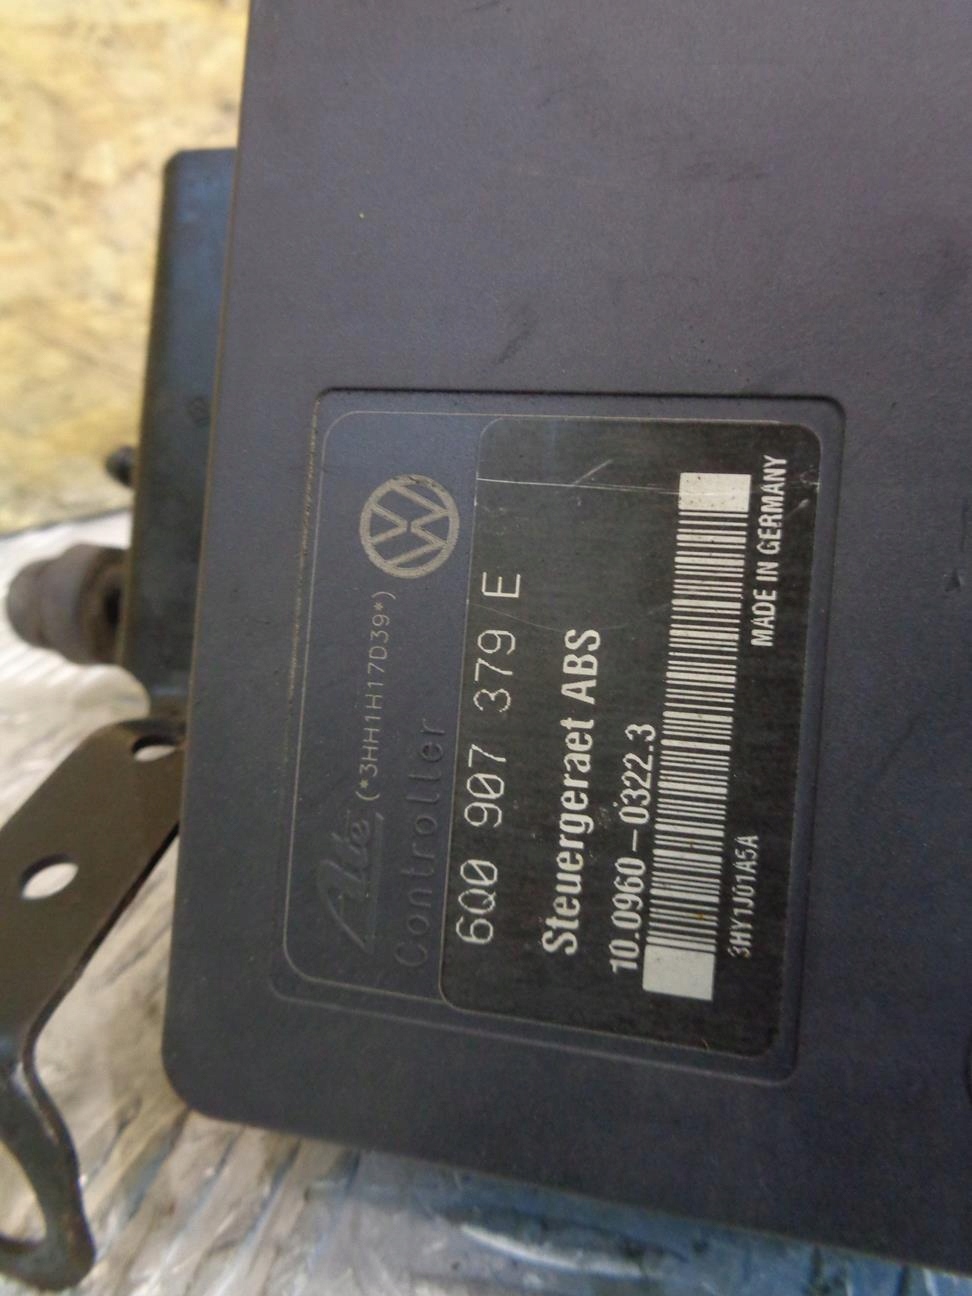 Ate (*3HH1H17D39*)
Controller
6Q0 907 379 E
Steuergeraet ABS
10.0960-0322.3
3HY1J01A5A MADE IN GERMANY